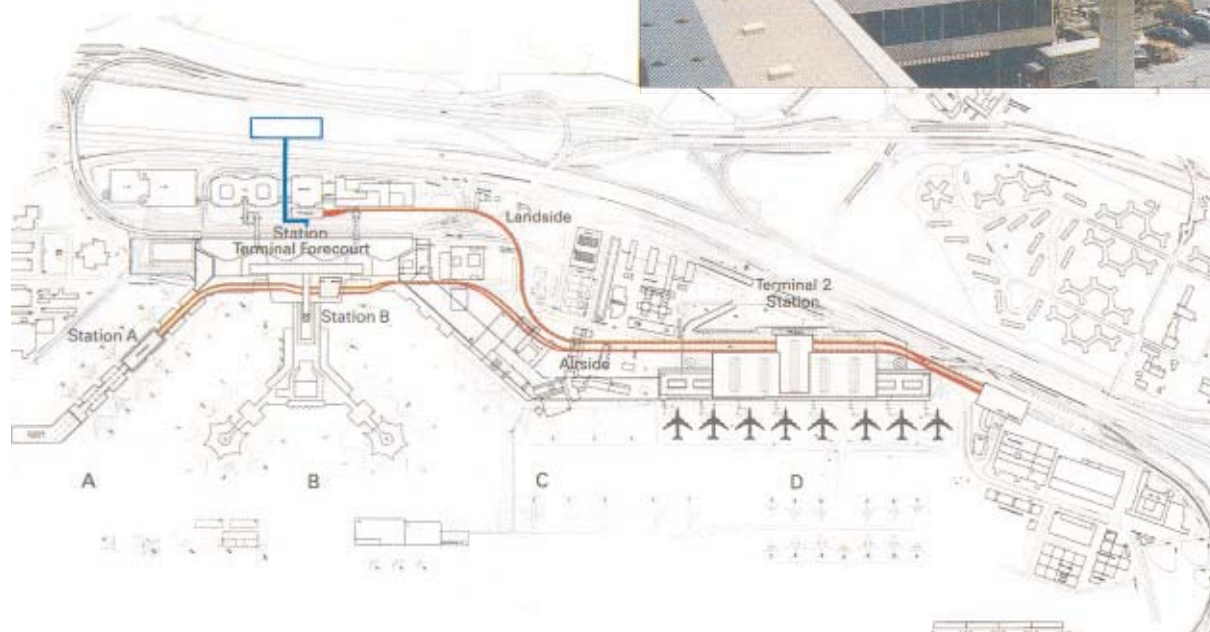 Landside
Station
Terminal Forecourt
Terminal 2
Station
Station B
Station A
Airside
A
B
C
D